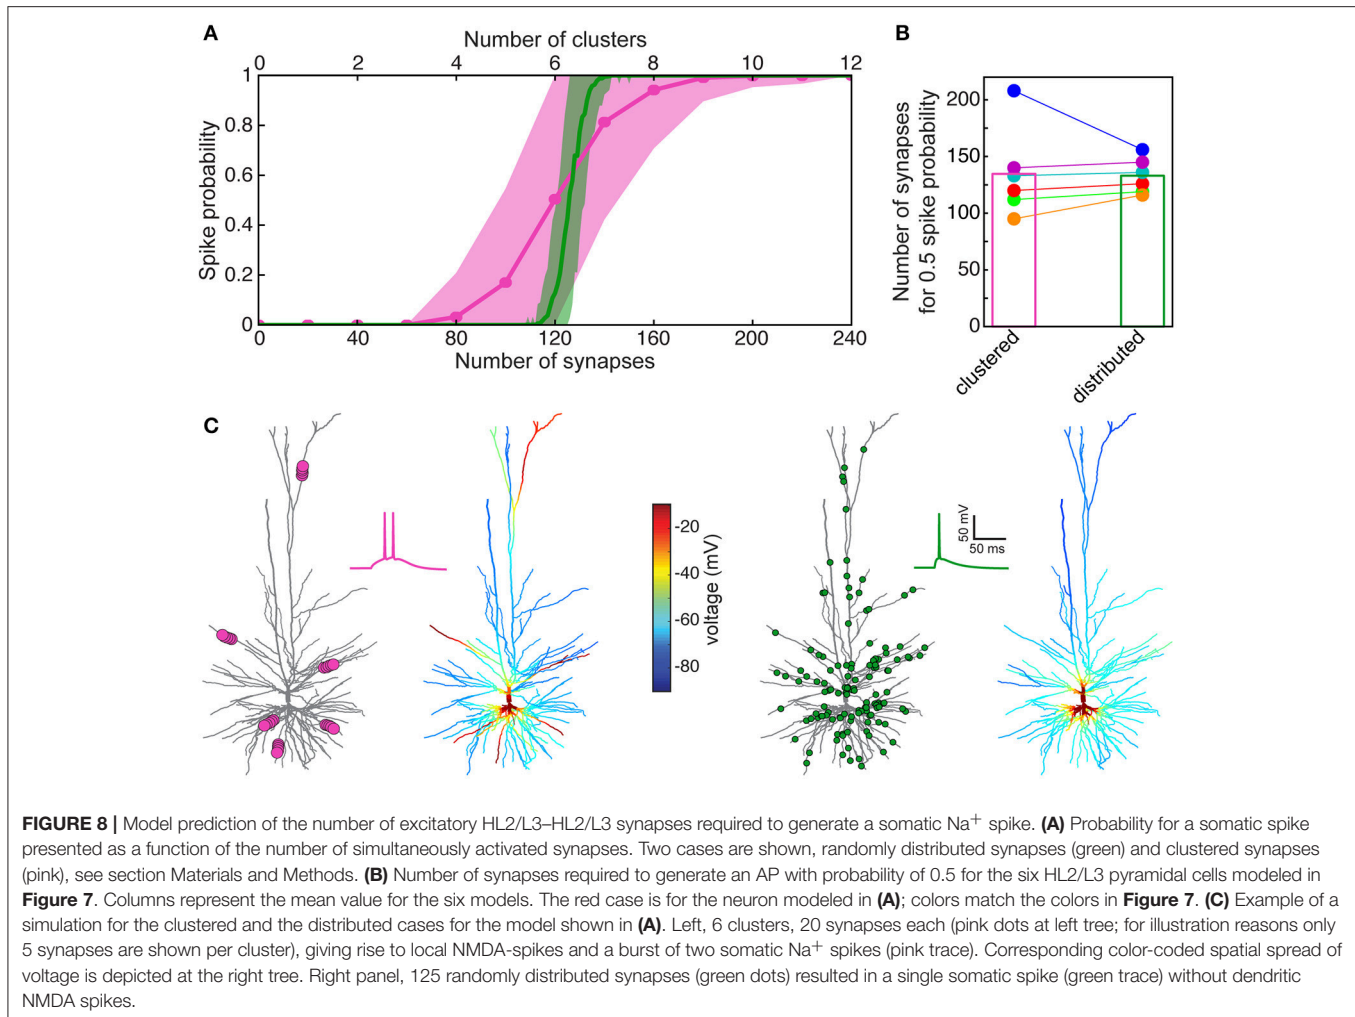 A
Number of clusters
0 2 4 6 8 10 12
Spike probability
1
0.8
0.6
0.4
0.2
0
0 40 80 120 160 200 240
Number of synapses
B
Number of synapses
for 0.5 spike probability
200
150
100
50
0
clustered
distributed
C
-20
-40
-60
-80
voltage (mV)
50 mV
50 ms
FIGURE 8 | Model prediction of the number of excitatory HL2/L3–HL2/L3 synapses required to generate a somatic Na+ spike. (A) Probability for a somatic spike
presented as a function of the number of simultaneously activated synapses. Two cases are shown, randomly distributed synapses (green) and clustered synapses
(pink), see section Materials and Methods. (B) Number of synapses required to generate an AP with probability of 0.5 for the six HL2/L3 pyramidal cells modeled in
Figure 7. Columns represent the mean value for the six models. The red case is for the neuron modeled in (A); colors match the colors in Figure 7. (C) Example of a
simulation for the clustered and the distributed cases for the model shown in (A). Left, 6 clusters, 20 synapses each (pink dots at left tree; for illustration reasons only
5 synapses are shown per cluster), giving rise to local NMDA-spikes and a burst of two somatic Na+ spikes (pink trace). Corresponding color-coded spatial spread of
voltage is depicted at the right tree. Right panel, 125 randomly distributed synapses (green dots) resulted in a single somatic spike (green trace) without dendritic
NMDA spikes.